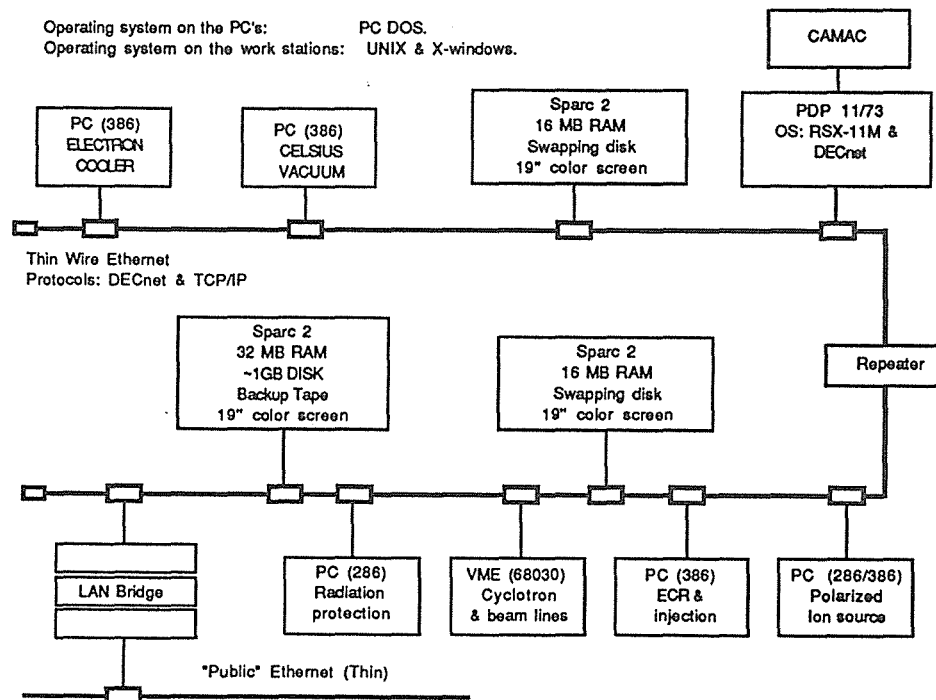 Operating system on the PC's: PC DOS.
Operating system on the work stations: UNIX & X-windows.
CAMAC
PC (386)
ELECTRON
COOLER
PC (386)
CELSIUS
VACUUM
Sparc 2
16 MB RAM
Swapping disk
19" color screen
PDP 11/73
OS: RSX-11M &
DECnet
Thin Wire Ethernet
Protocols: DECnet & TCP/IP
Sparc 2
32 MB RAM
~1GB DISK
Backup Tape
19" color screen
Sparc 2
16 MB RAM
Swapping disk
19" color screen
Repeater
LAN Bridge
PC (286)
Radiation
protection
VME (68030)
Cyclotron
& beam lines
PC (386)
ECR &
injection
PC (286/386)
Polarized
Ion source
"Public" Ethernet (Thin)